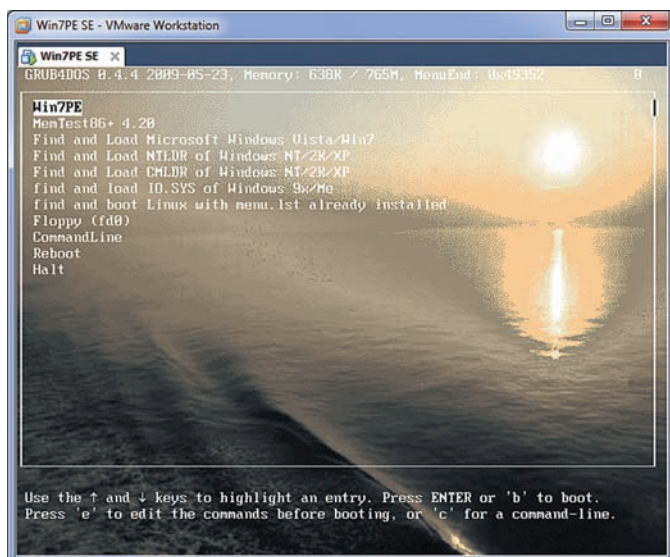 Win7PE SE - VMware Workstation
Win7PE SE
GRUB4DOS 0.4.4 2009-05-23, Memory: 638K / 765M, MenuEnd: 0x49352
Win7PE
MemTest86+ 4.20
Find and Load Microsoft Windows Vista/Win7
Find and Load NTLDR of Windows NT/2K/XP
Find and Load CMLDR of Windows NT/2K/XP
find and load IO.SYS of Windows 9x/Me
find and boot Linux with menu.lst already installed
Floppy (fd0)
CommandLine
Reboot
Halt
Use the ↑ and ↓ keys to highlight an entry. Press ENTER or 'b' to boot.
Press 'e' to edit the commands before booting, or 'c' for a command-line.